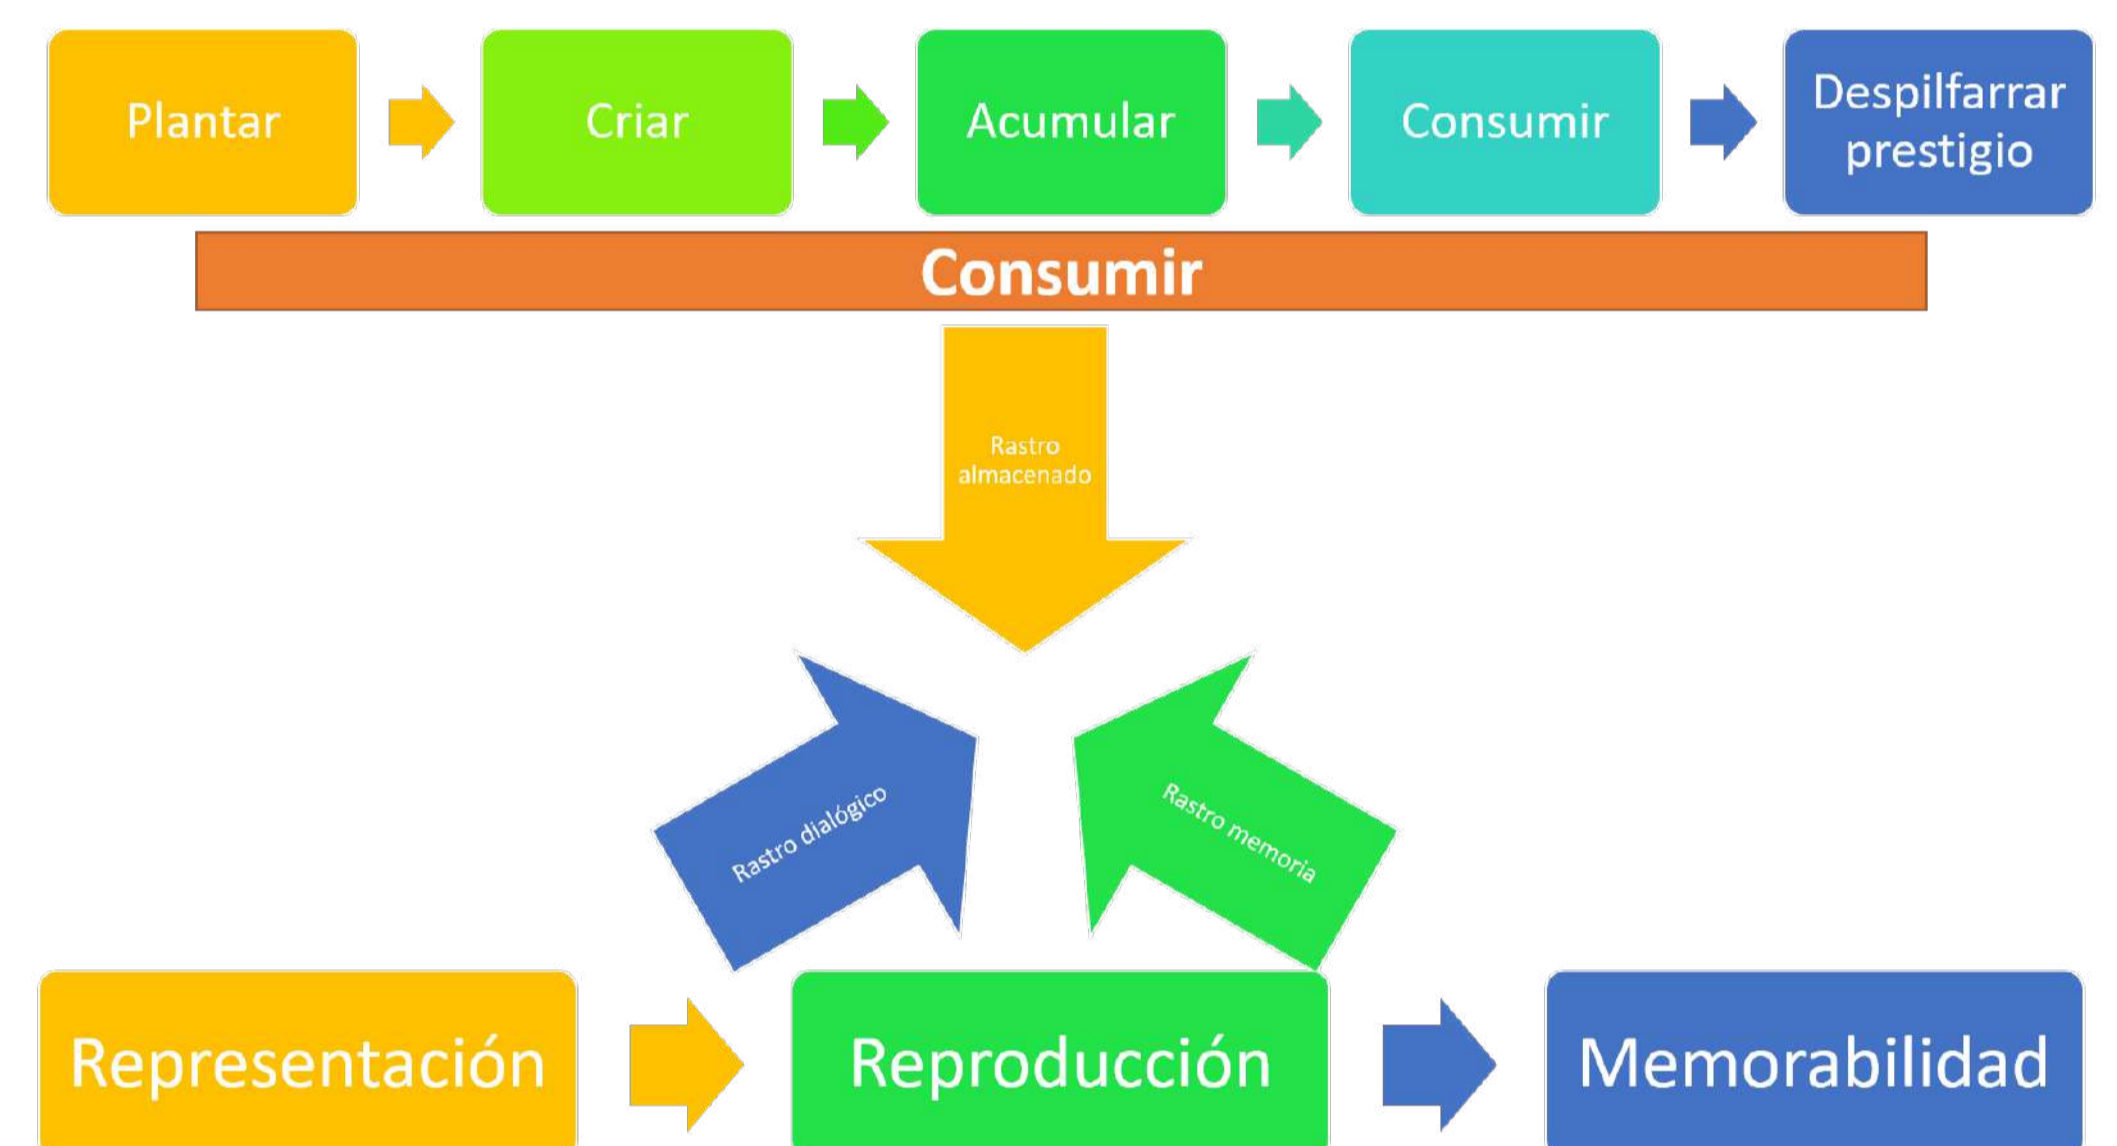 Plantar
Criar
Acumular
Consumir
Despilfarrar
prestigio
Consumir
Rastro
almacenado
Rastro dialógico
Rastro memoria
Representación
Reproducción
Memorabilidad